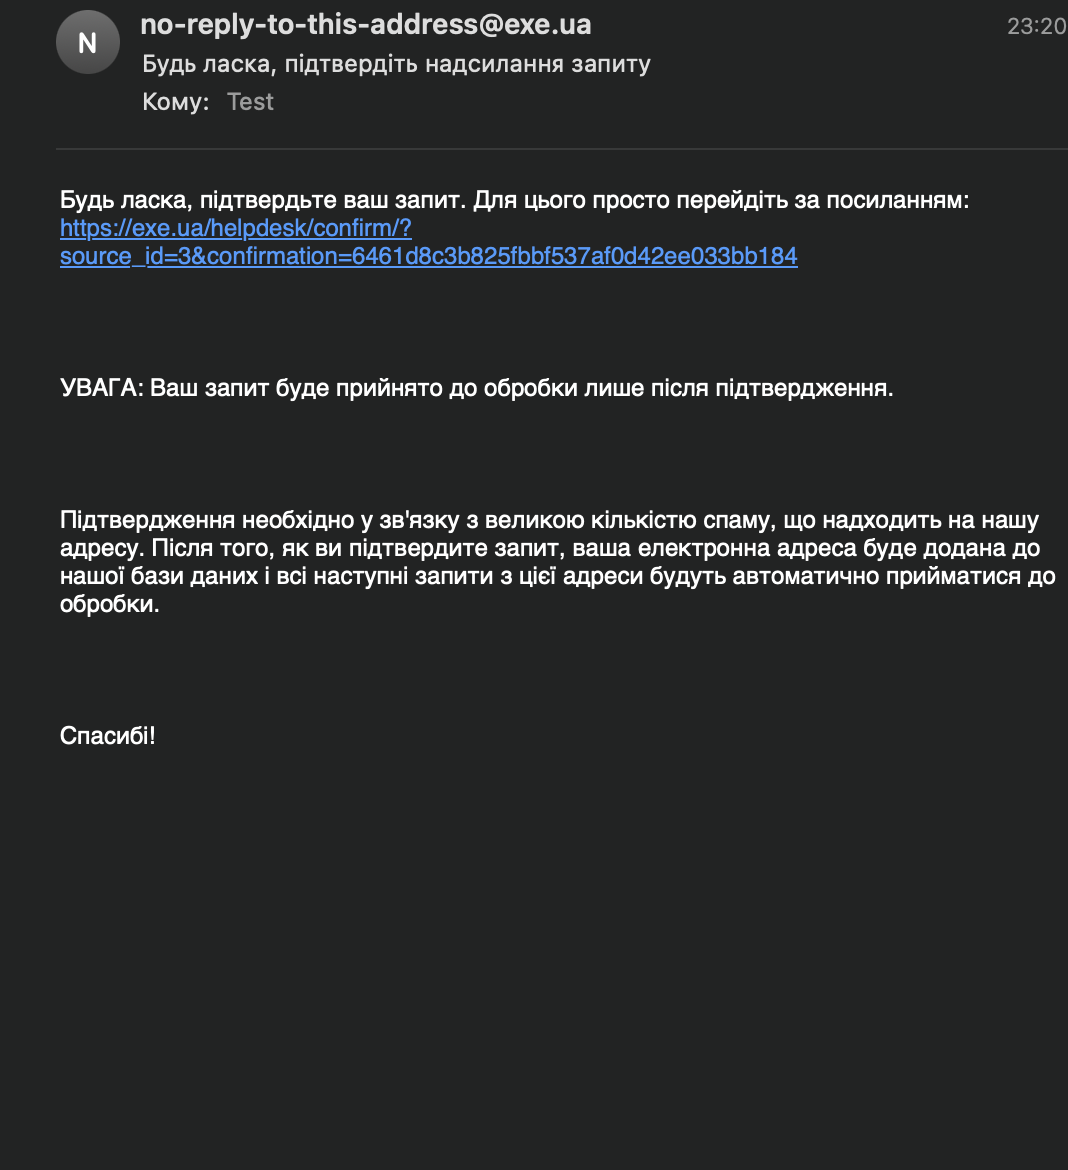 N
no-reply-to-this-address@exe.ua
23:20
Будь ласка, підтвердіть надсилання запиту
Кому: Test
Будь ласка, підтвердьте ваш запит. Для цього просто перейдіть за посиланням:
https://exe.ua/helpdesk/confirm/?
source_id=3&confirmation=6461d8c3b825fbbf537af0d42ee033bb184
УВАГА: Ваш запит буде прийнято до обробки лише після підтвердження.
Підтвердження необхідно у зв'язку з великою кількістю спаму, що надходить на нашу
адресу. Після того, як ви підтвердите запит, ваша електронна адреса буде додана до
нашої бази даних і всі наступні запити з цієї адреси будуть автоматично прийматися до
обробки.
Спасибі!